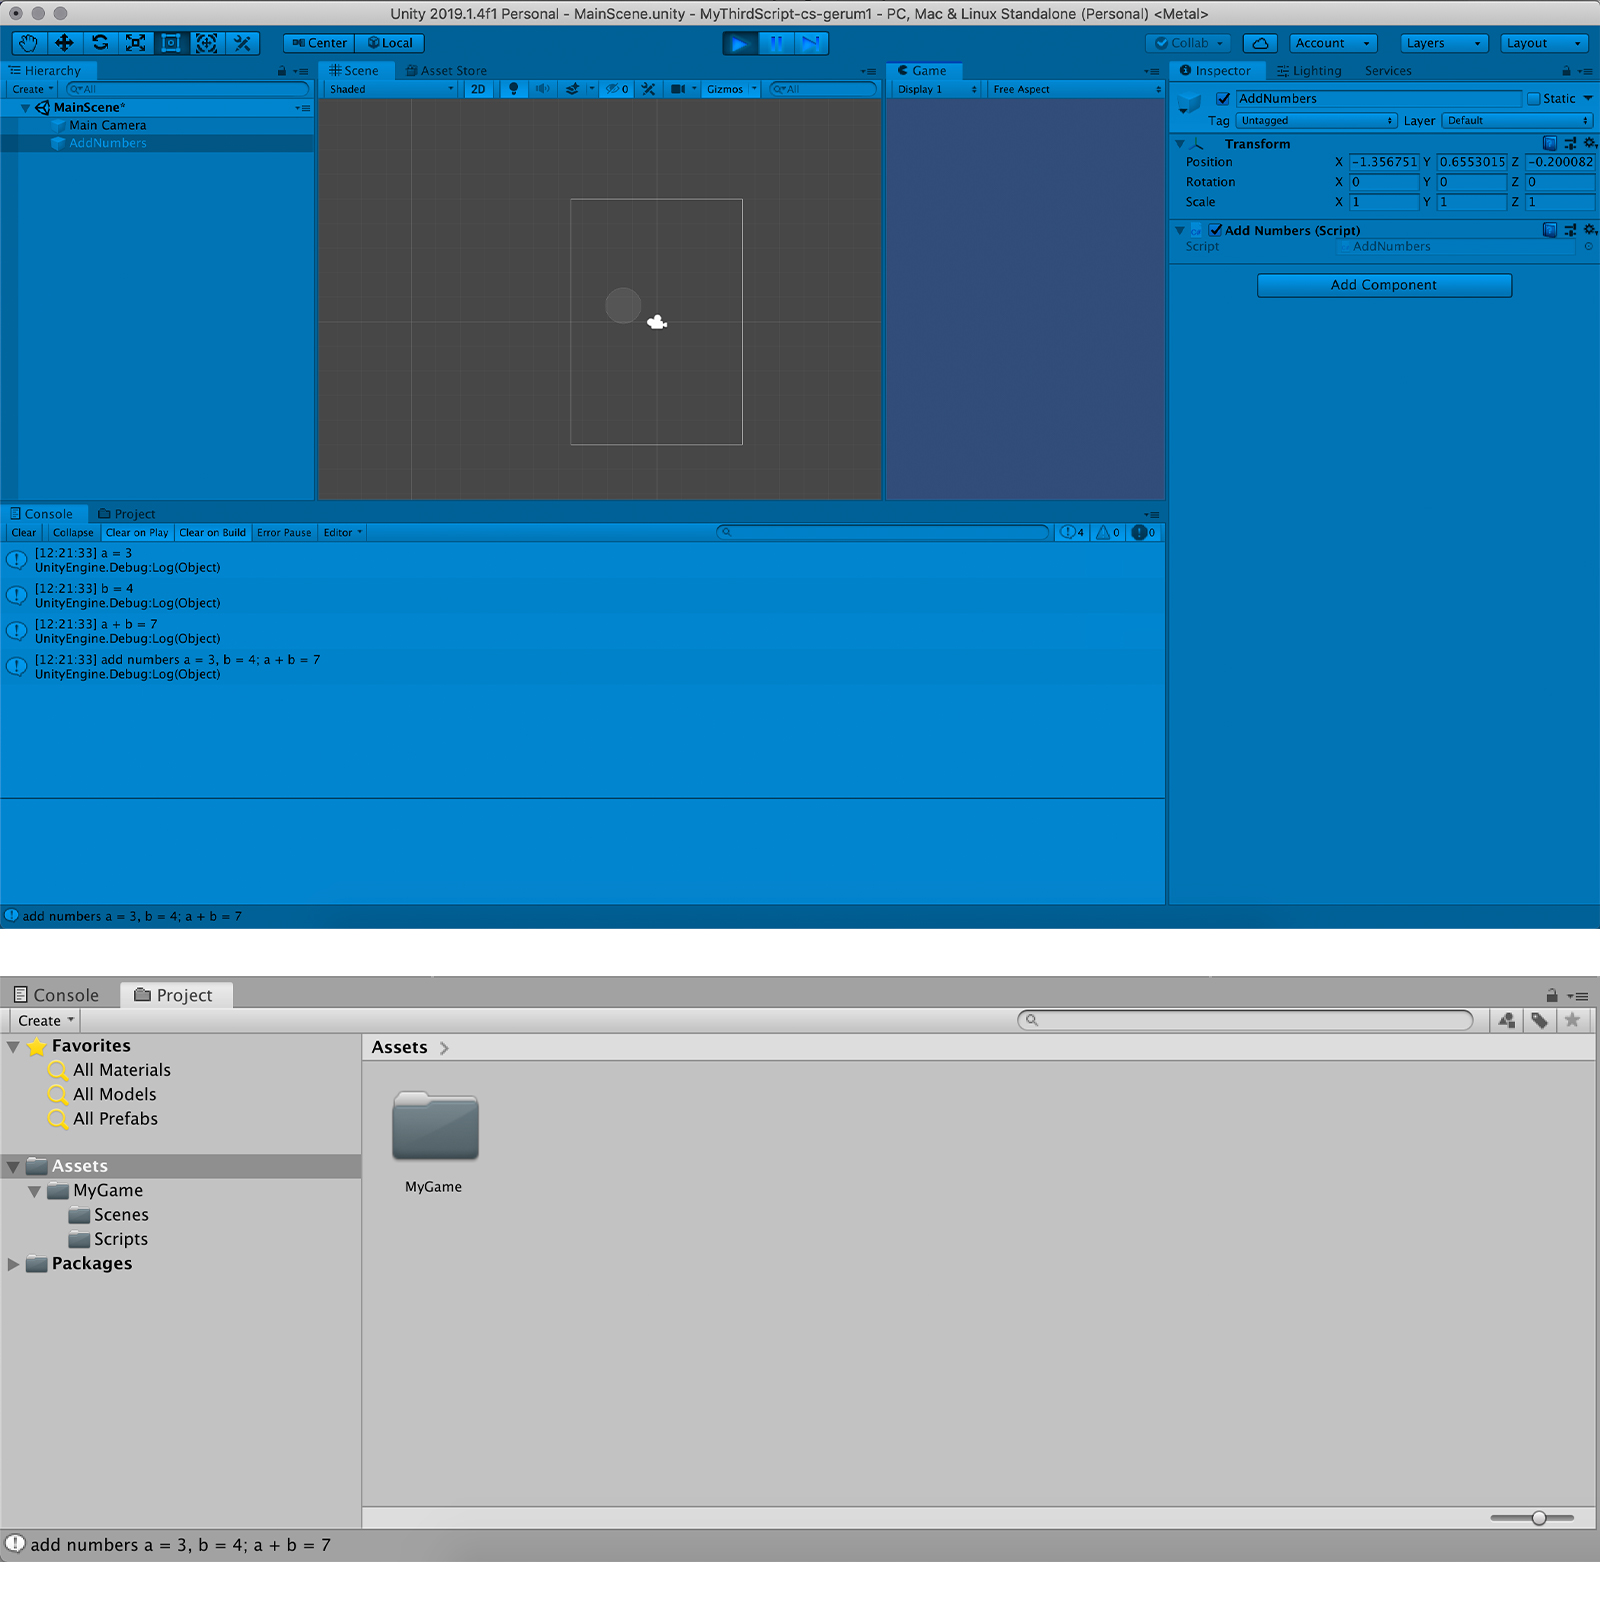 Unity 2019.1.4f1 Personal - MainScene.unity - MyThirdScript-cs-gerum1 - PC, Mac & Linux Standalone (Personal) <Metal>
Center Local Collab Account Layers Layout
Hierarchy Scene Asset Store Game Inspector Lighting Services
Create All Shaded 2D 0 Gizmos All Display 1 Free Aspect
AddNumbers Static
MainScene*
Tag Untagged Layer Default
Main Camera
AddNumbers
Transform
Position X -1.356751 Y 0.6553015 Z -0.200082
Rotation X 0 Y 0 Z 0
Scale X 1 Y 1 Z 1
Add Numbers (Script)
Script AddNumbers
Add Component
Console Project
Clear Collapse Clear on Play Clear on Build Error Pause Editor 4 0 0
[12:21:33] a = 3
UnityEngine.Debug:Log(Object)
[12:21:33] b = 4
UnityEngine.Debug:Log(Object)
[12:21:33] a + b = 7
UnityEngine.Debug:Log(Object)
[12:21:33] add numbers a = 3, b = 4; a + b = 7
UnityEngine.Debug:Log(Object)
add numbers a = 3, b = 4; a + b = 7
Console Project
Create
Favorites
All Materials
All Models
All Prefabs
Assets
MyGame
Scenes
Scripts
Packages
Assets
MyGame
add numbers a = 3, b = 4; a + b = 7